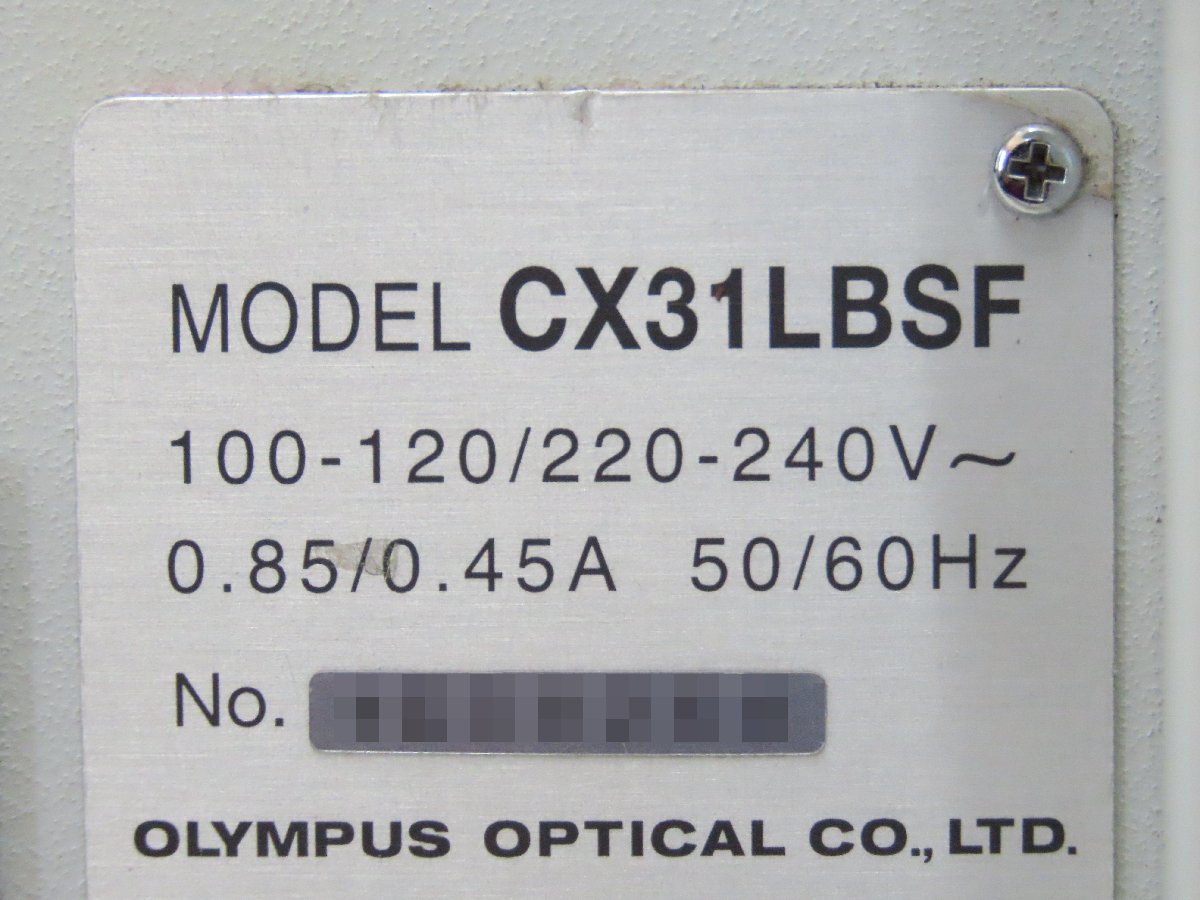 MODEL CX31LBSF
100-120/220-240V~
0.85/0.45A 50/60Hz
No.
OLYMPUS OPTICAL CO., LTD.